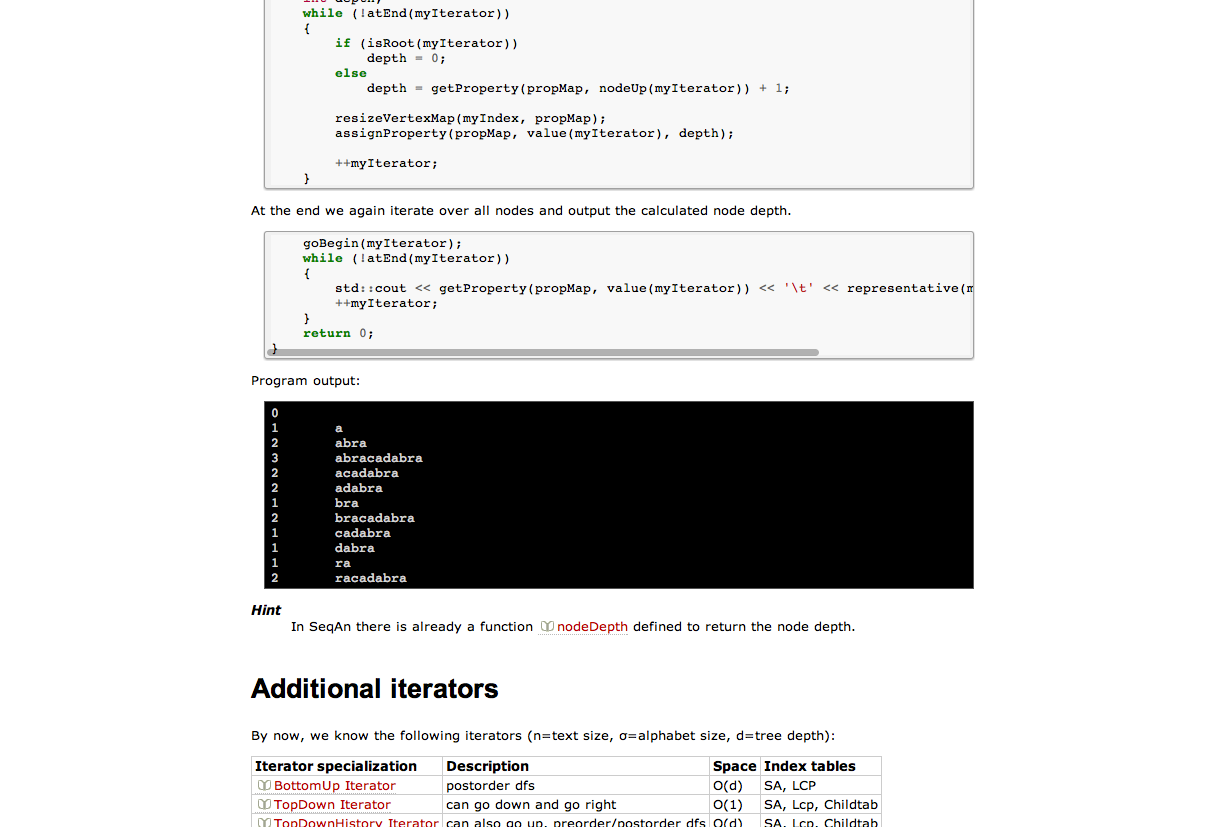 int depth;
while (!atEnd(myIterator))
{
if (isRoot(myIterator))
depth = 0;
else
depth = getProperty(propMap, nodeUp(myIterator)) + 1;
resizeVertexMap(myIndex, propMap);
assignProperty(propMap, value(myIterator), depth);
++myIterator;
}
At the end we again iterate over all nodes and output the calculated node depth.
goBegin(myIterator);
while (!atEnd(myIterator))
{
std::cout << getProperty(propMap, value(myIterator)) << '\t' << representative(m
++myIterator;
}
return 0;
}
Program output:
0
1 a
2 abra
3 abracadabra
2 acadabra
2 adabra
1 bra
2 bracadabra
1 cadabra
1 dabra
1 ra
2 racadabra
Hint
In SeqAn there is already a function nodeDepth defined to return the node depth.
Additional iterators
By now, we know the following iterators (n=text size, σ=alphabet size, d=tree depth):
Iterator specialization Description Space Index tables
BottomUp Iterator postorder dfs O(d) SA, LCP
TopDown Iterator can go down and go right O(1) SA, Lcp, Childtab
TopDownHistory Iterator can also go up, preorder/postorder dfs O(d) SA, Lcp, Childtab